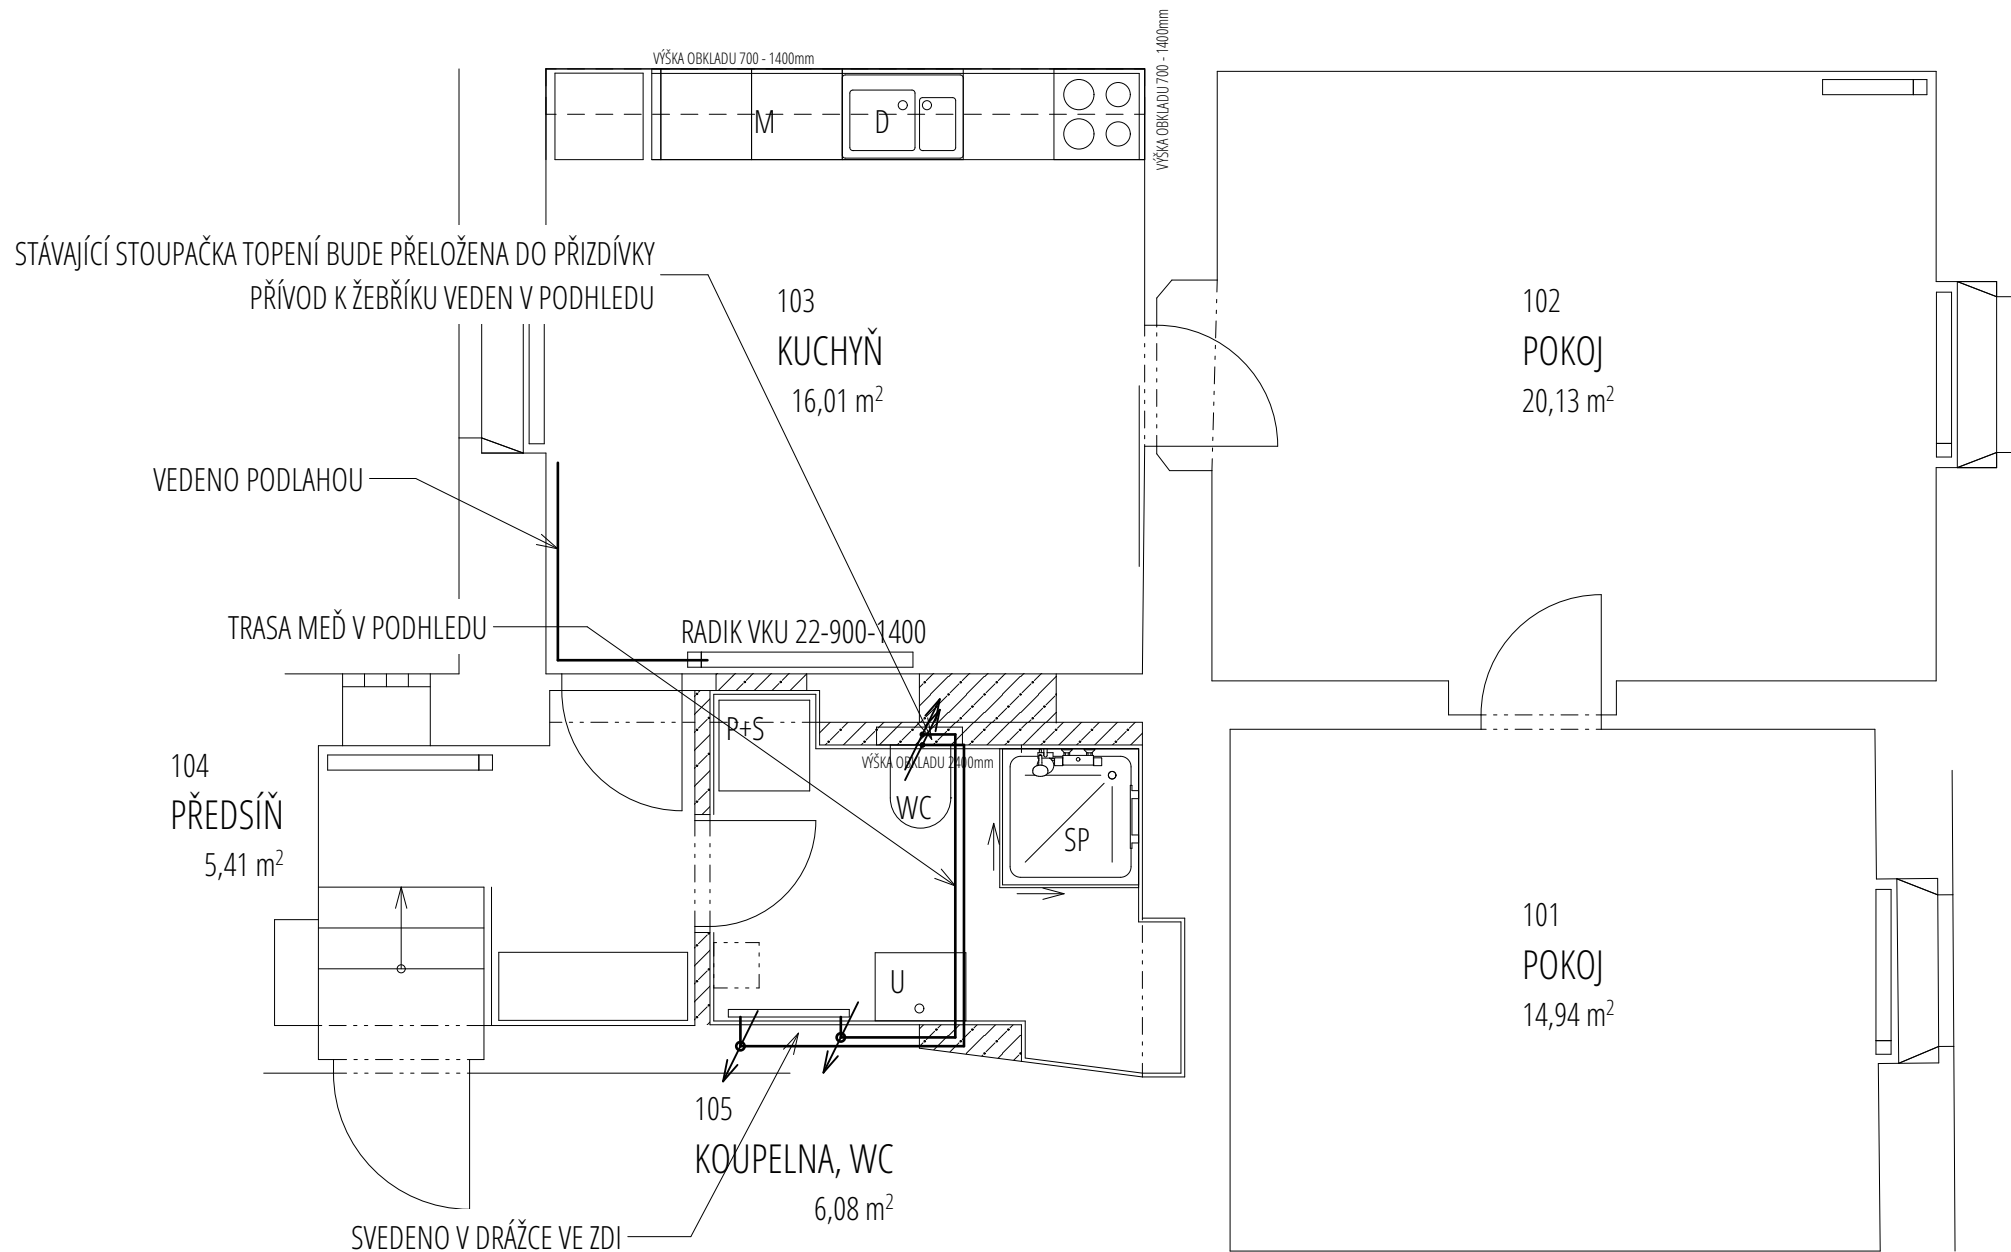 VÝŠKA OBKLADU 700 - 1400mm
VÝŠKA OBKLADU 700 - 1400mm
M
D
STÁVAJÍCÍ STOUPAČKA TOPENÍ BUDE PŘELOŽENA DO PŘIZDÍVKY
PŘÍVOD K ŽEBŘÍKU VEDEN V PODHLEDU
103
KUCHYŇ
16,01 m²
102
POKOJ
20,13 m²
VEDENO PODLAHOU
TRASA MEĎ V PODHLEDU
RADIK VKU 22-900-1400
P+S
VÝŠKA OBKLADU 2400mm
WC
SP
104
PŘEDSÍŇ
5,41 m²
101
POKOJ
14,94 m²
U
105
KOUPELNA, WC
6,08 m²
SVEDENO V DRÁŽCE VE ZDI